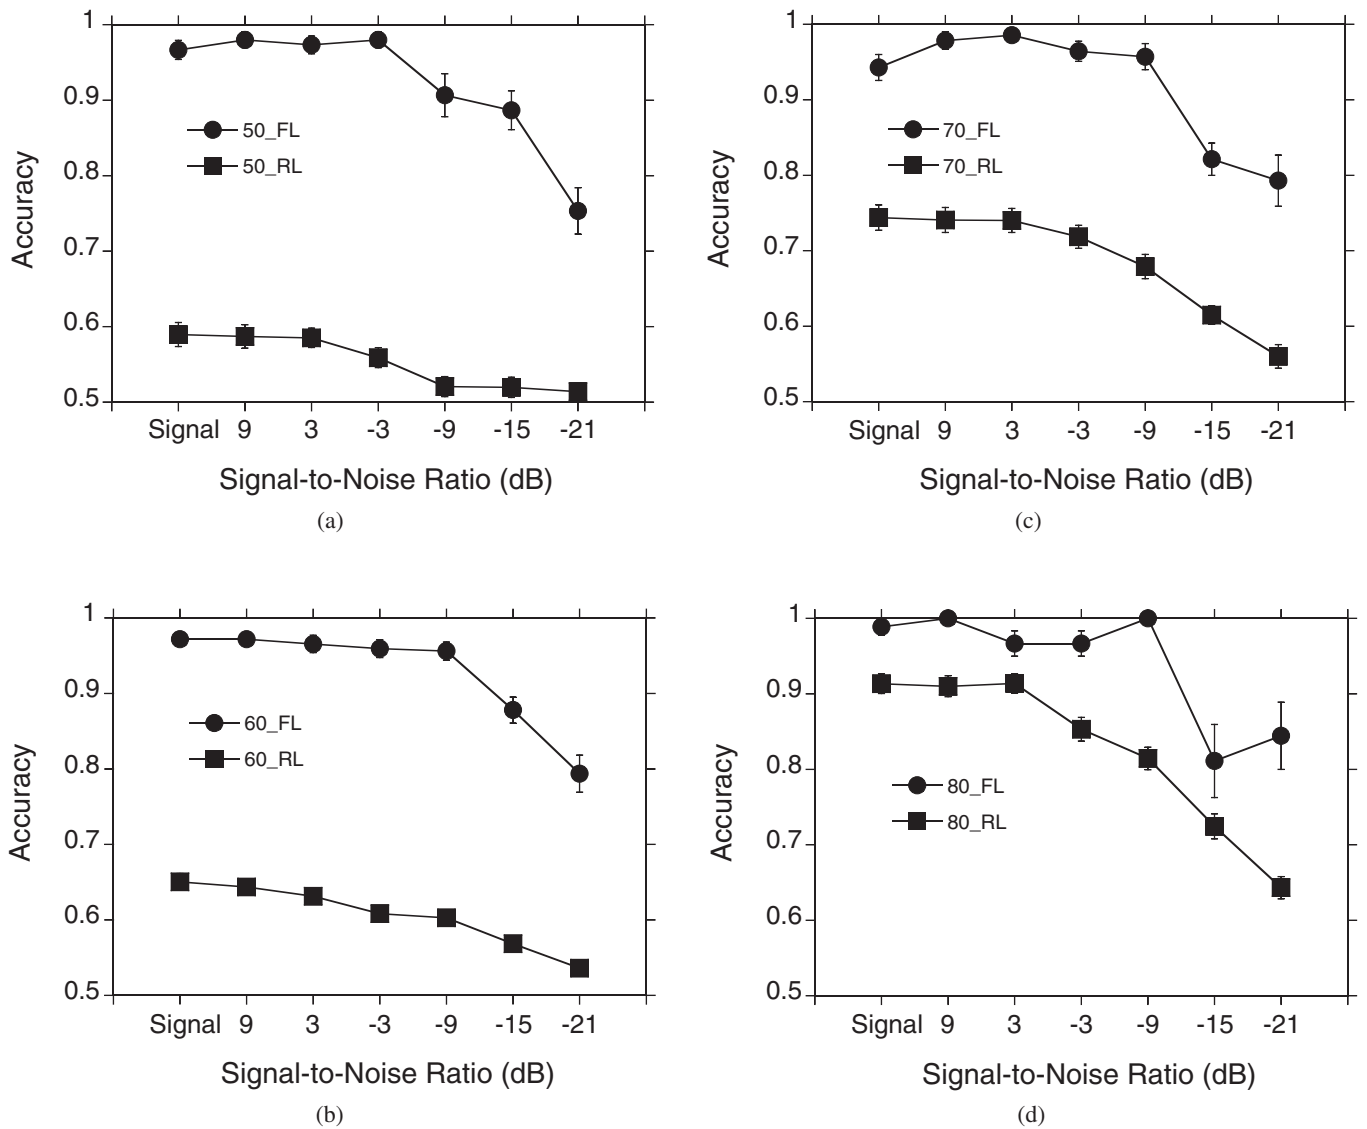 1
0.9
0.8
0.7
0.6
0.5
Accuracy
50_FL
50_RL
Signal 9 3 -3 -9 -15 -21
Signal-to-Noise Ratio (dB)
(a)
1
0.9
0.8
0.7
0.6
0.5
Accuracy
70_FL
70_RL
Signal 9 3 -3 -9 -15 -21
Signal-to-Noise Ratio (dB)
(c)
1
0.9
0.8
0.7
0.6
0.5
Accuracy
60_FL
60_RL
Signal 9 3 -3 -9 -15 -21
Signal-to-Noise Ratio (dB)
(b)
1
0.9
0.8
0.7
0.6
0.5
Accuracy
80_FL
80_RL
Signal 9 3 -3 -9 -15 -21
Signal-to-Noise Ratio (dB)
(d)